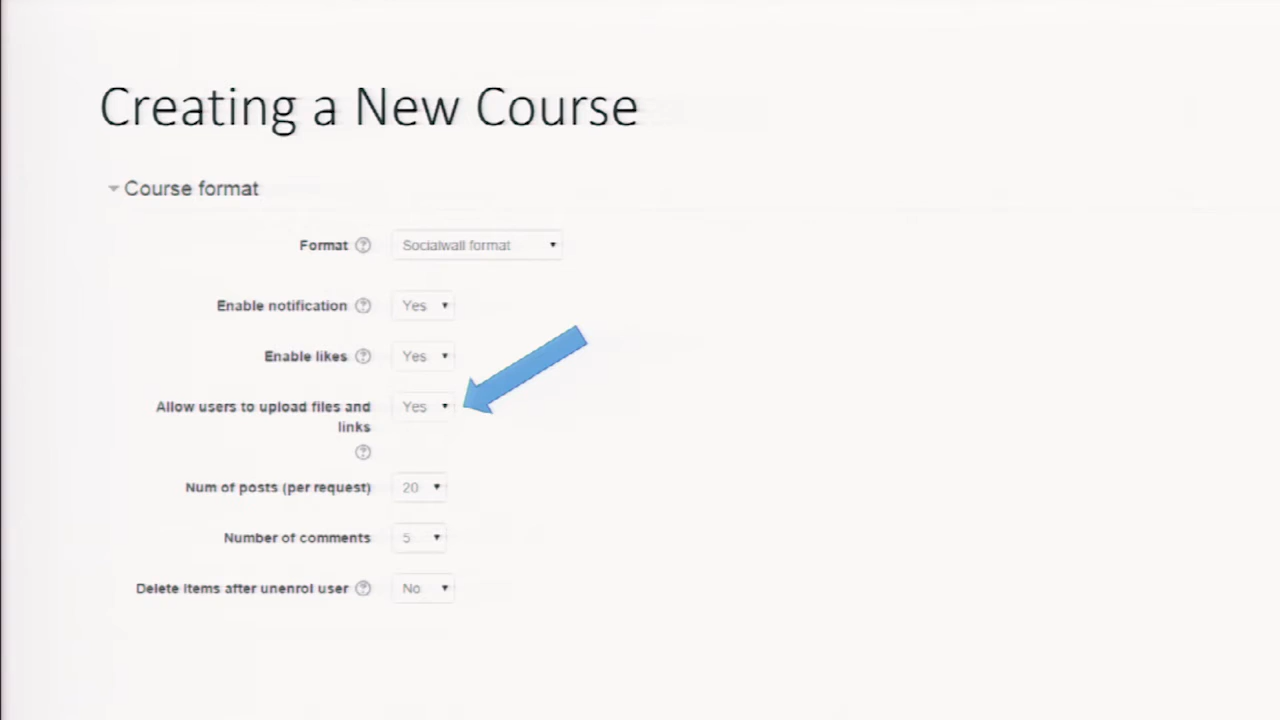 Creating a New Course
Course format
Format
Socialwall format
Enable notification
Yes
Enable likes
Yes
Allow users to upload files and
links
Yes
Num of posts (per request)
20
Number of comments
5
Delete items after unenrol user
No